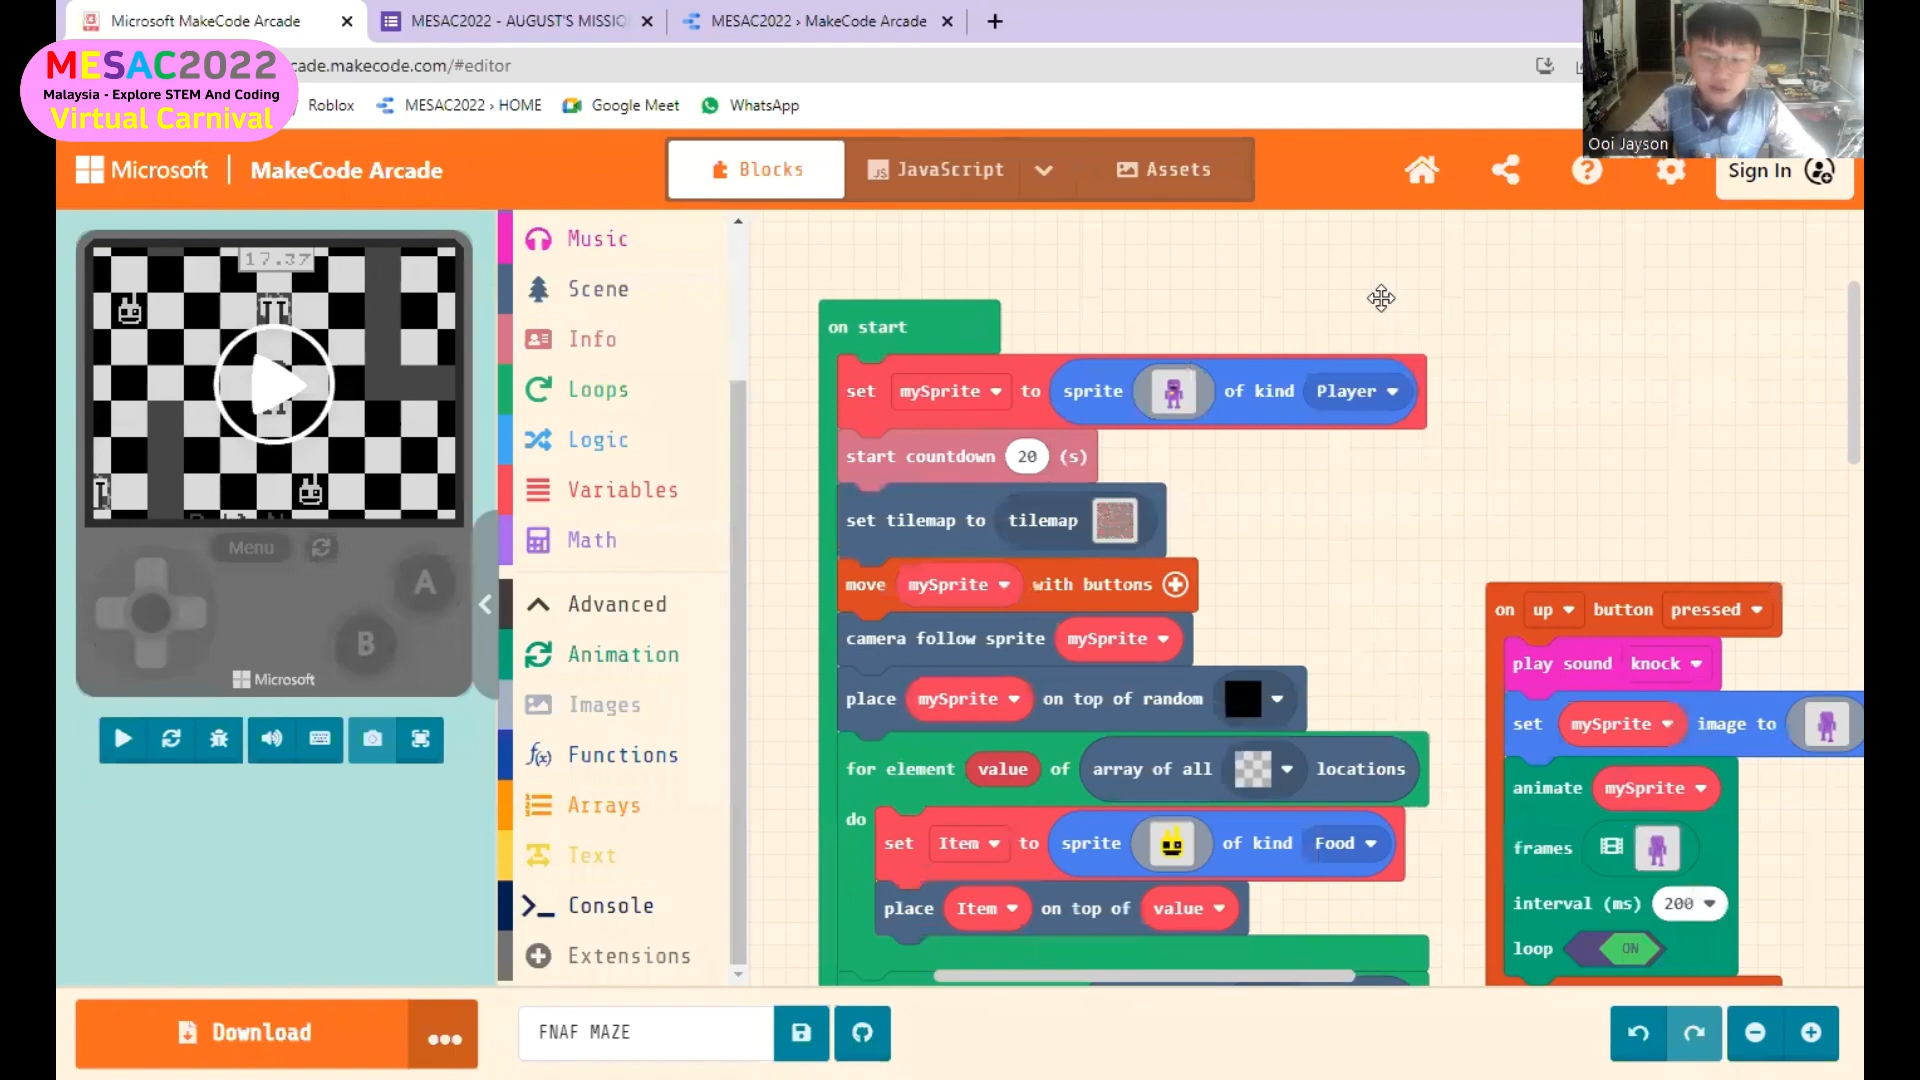 Microsoft MakeCode Arcade
MESAC2022 - AUGUST'S MISSIO
MESAC2022 › MakeCode Arcade
MESAC2022
Malaysia - Explore STEM And Coding
Virtual Carnival
cade.makecode.com/#editor
Roblox
MESAC2022 › HOME
Google Meet
WhatsApp
Ooi Jayson
Microsoft
MakeCode Arcade
Blocks
JavaScript
Assets
Sign In
17.37
Menu
A
B
Microsoft
Music
Scene
Info
Loops
Logic
Variables
Math
Advanced
Animation
Images
Functions
Arrays
Text
Console
Extensions
on start
set mySprite to sprite of kind Player
start countdown 20 (s)
set tilemap to tilemap
move mySprite with buttons
camera follow sprite mySprite
place mySprite on top of random
for element value of array of all locations
do
set Item to sprite of kind Food
place Item on top of value
on up button pressed
play sound knock
set mySprite image to
animate mySprite
frames
interval (ms) 200
loop ON
Download
FNAF MAZE